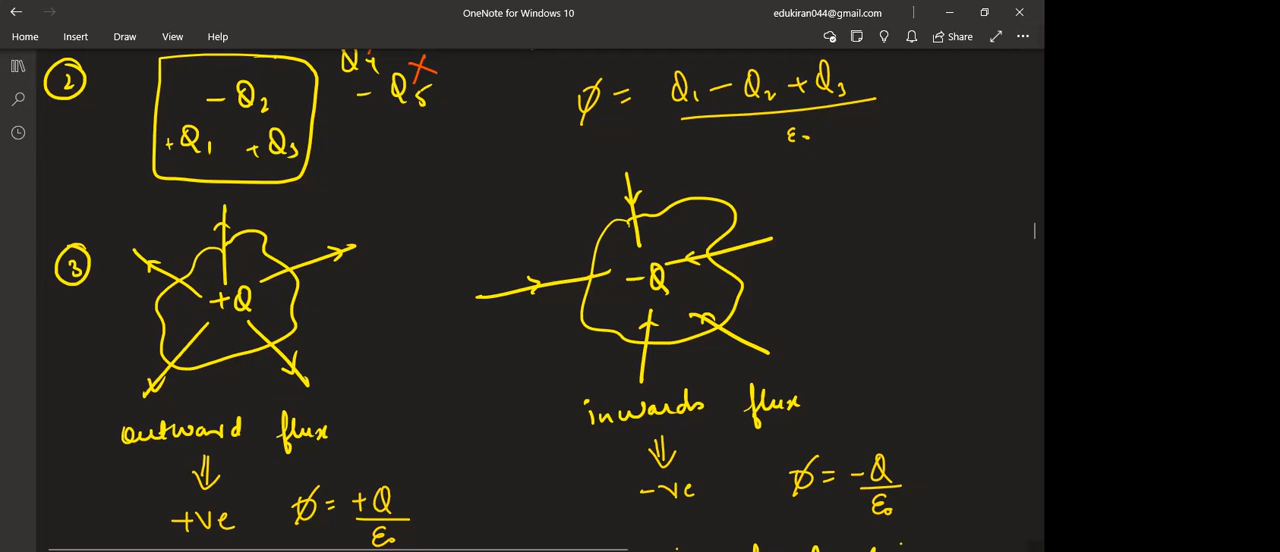 OneNote for Windows 10
edukiran044@gmail.com
Home Insert Draw View Help
Share
2
- Q2
+Q1 + Q3
- Q5
φ = Q1 - Q2 + Q3
ε0
3
+Q
- Q
outward flux
+ve
φ = +Q
ε0
inwards flux
-ve
φ = -Q
ε0